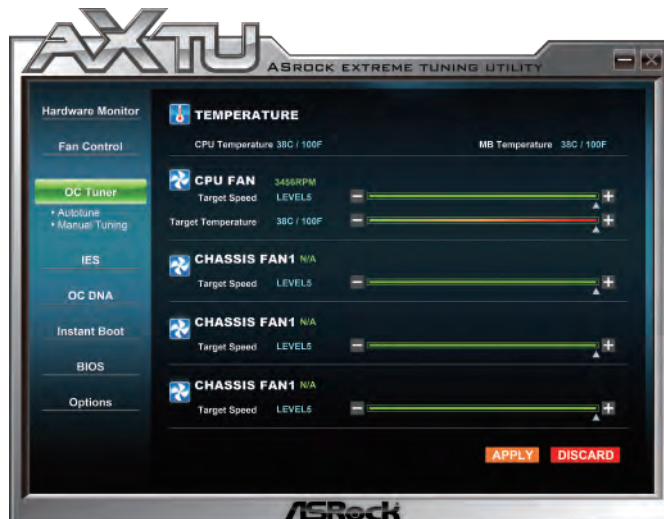 AXTU
ASROCK EXTREME TUNING UTILITY
Hardware Monitor
Fan Control
OC Tuner
• Autotune
• Manual Tuning
IES
OC DNA
Instant Boot
BIOS
Options
TEMPERATURE
CPU Temperature 38C / 100F
MB Temperature 38C / 100F
CPU FAN 3456RPM
Target Speed LEVEL5
Target Temperature 38C / 100F
CHASSIS FAN1 N/A
Target Speed LEVEL5
CHASSIS FAN1 N/A
Target Speed LEVEL5
CHASSIS FAN1 N/A
Target Speed LEVEL5
APPLY DISCARD
ASRock